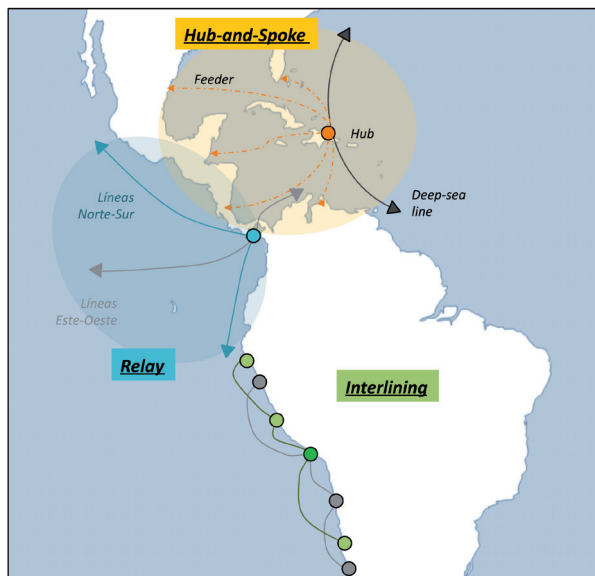 Hub-and-Spoke
Feeder
Hub
Deep-sea
line
Líneas
Norte-Sur
Líneas
Este-Oeste
Relay
Interlining